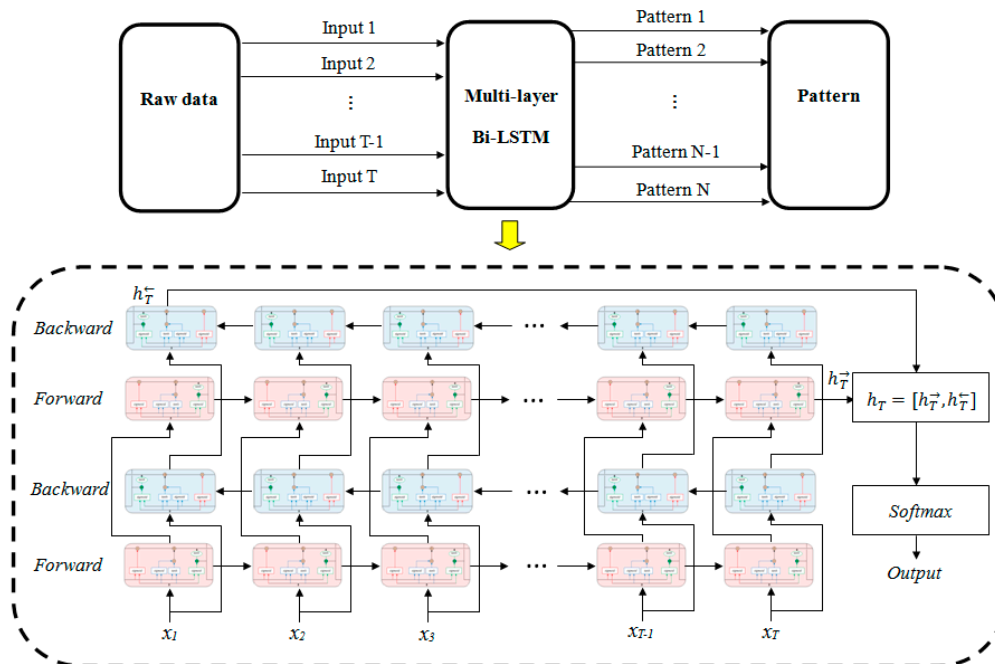 Raw data
Input 1
Input 2
⋮
Input T-1
Input T
Multi-layer
Bi-LSTM
Pattern 1
Pattern 2
⋮
Pattern N-1
Pattern N
Pattern
h_T^←
Backward
...
Forward
...
h_T^→
h_T = [h_T^→, h_T^←]
Backward
...
Softmax
Forward
...
Output
x_1
x_2
x_3
x_{T-1}
x_T